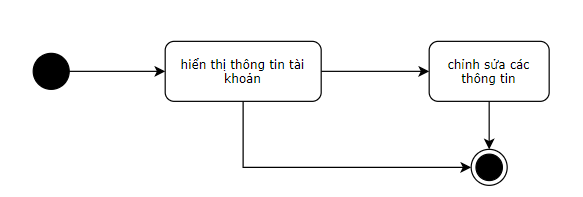 hiển thị thông tin tài
khoản
chỉnh sửa các
thông tin